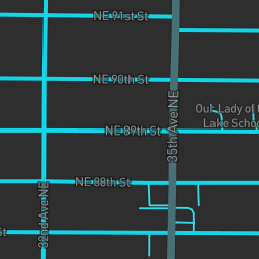 NE 91st St
NE 90th St
Our Lady of t
Lake Schoo
NE 89th St
35th Ave NE
NE 88th St
32nd Ave NE
St